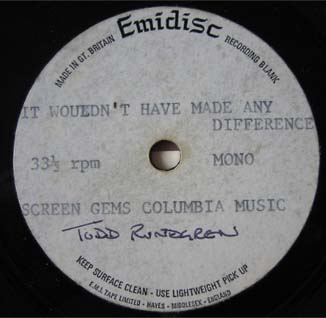 Emidisc
MADE IN GT. BRITAIN
RECORDING BLANK
IT WOUEDN'T HAVE MADE ANY
DIFFERENCE
33⅓ rpm MONO
SCREEN GEMS COLUMBIA MUSIC
TODD RUNDGREN
KEEP SURFACE CLEAN - USE LIGHTWEIGHT PICK UP
E.M.I. TAPE LIMITED - HAYES - MIDDLESEX - ENGLAND